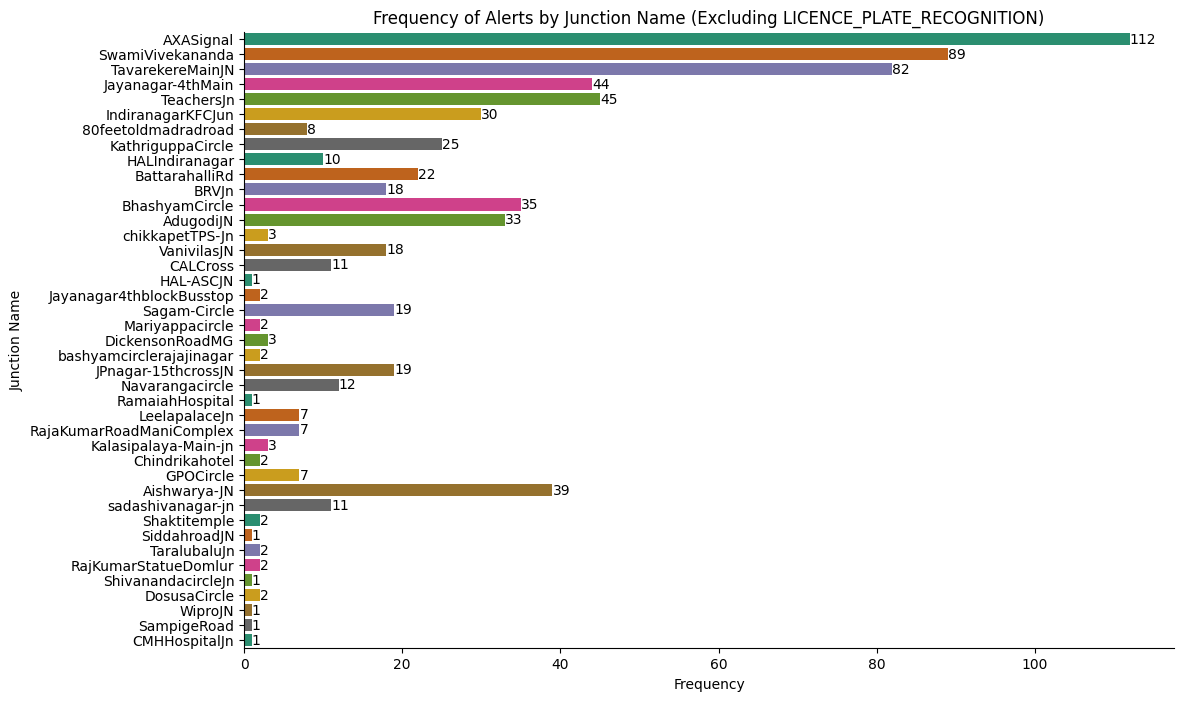 Frequency of Alerts by Junction Name (Excluding LICENCE_PLATE_RECOGNITION)
Junction Name
AXASignal 112
SwamiVivekananda 89
TavarekereMainJN 82
Jayanagar-4thMain 44
TeachersJn 45
IndiranagarKFCJun 30
80feetoldmadradroad 8
KathriguppaCircle 25
HALIndiranagar 10
BattarahalliRd 22
BRVJn 18
BhashyamCircle 35
AdugodiJN 33
chikkapetTPS-Jn 3
VanivilasJN 18
CALCross 11
HAL-ASCJN 1
Jayanagar4thblockBusstop 2
Sagam-Circle 19
Mariyappacircle 2
DickensonRoadMG 3
bashyamcirclerajajinagar 2
JPnagar-15thcrossJN 19
Navarangacircle 12
RamaiahHospital 1
LeelapalaceJn 7
RajaKumarRoadManiComplex 7
Kalasipalaya-Main-jn 3
Chindrikahotel 2
GPOCircle 7
Aishwarya-JN 39
sadashivanagar-jn 11
Shaktitemple 2
SiddahroadJN 1
TaralubaluJn 2
RajKumarStatueDomlur 2
ShivanandacircleJn 1
DosusaCircle 2
WiproJN 1
SampigeRoad 1
CMHHospitalJn 1
0 20 40 60 80 100
Frequency